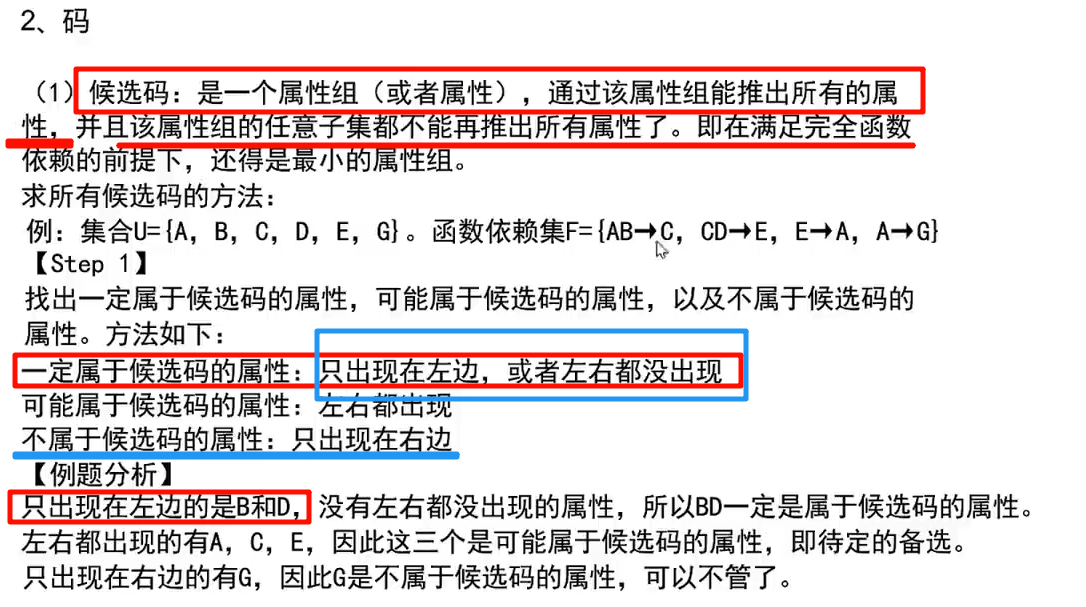 2、码
（1）候选码：是一个属性组（或者属性），通过该属性组能推出所有的属
性，并且该属性组的任意子集都不能再推出所有属性了。即在满足完全函数
依赖的前提下，还得是最小的属性组。
求所有候选码的方法：
例：集合U={A，B，C，D，E，G}。函数依赖集F={AB→C，CD→E，E→A，A→G}
【Step 1】
找出一定属于候选码的属性，可能属于候选码的属性，以及不属于候选码的
属性。方法如下：
一定属于候选码的属性：只出现在左边，或者左右都没出现
可能属于候选码的属性：左右都出现
不属于候选码的属性：只出现在右边
【例题分析】
只出现在左边的是B和D，没有左右都没出现的属性，所以BD一定是属于候选码的属性。
左右都出现的有A，C，E，因此这三个是可能属于候选码的属性，即待定的备选。
只出现在右边的有G，因此G是不属于候选码的属性，可以不管了。